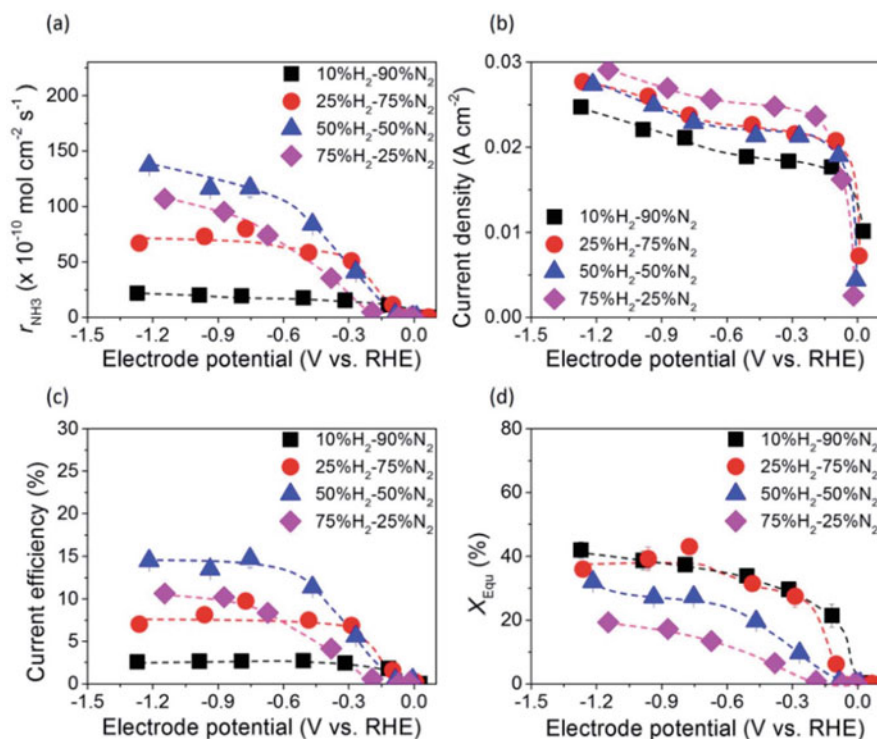 (a)
r_NH3 (x 10^-10 mol cm^-2 s^-1)
200
150
100
50
0
10%H₂-90%N₂
25%H₂-75%N₂
50%H₂-50%N₂
75%H₂-25%N₂
-1.5 -1.2 -0.9 -0.6 -0.3 0.0
Electrode potential (V vs. RHE)
(b)
Current density (A cm⁻²)
0.03
0.02
0.01
0.00
10%H₂-90%N₂
25%H₂-75%N₂
50%H₂-50%N₂
75%H₂-25%N₂
-1.5 -1.2 -0.9 -0.6 -0.3 0.0
Electrode potential (V vs. RHE)
(c)
Current efficiency (%)
30
25
20
15
10
5
0
10%H₂-90%N₂
25%H₂-75%N₂
50%H₂-50%N₂
75%H₂-25%N₂
-1.5 -1.2 -0.9 -0.6 -0.3 0.0
Electrode potential (V vs. RHE)
(d)
X_Equ (%)
80
60
40
20
0
10%H₂-90%N₂
25%H₂-75%N₂
50%H₂-50%N₂
75%H₂-25%N₂
-1.5 -1.2 -0.9 -0.6 -0.3 0.0
Electrode potential (V vs. RHE)